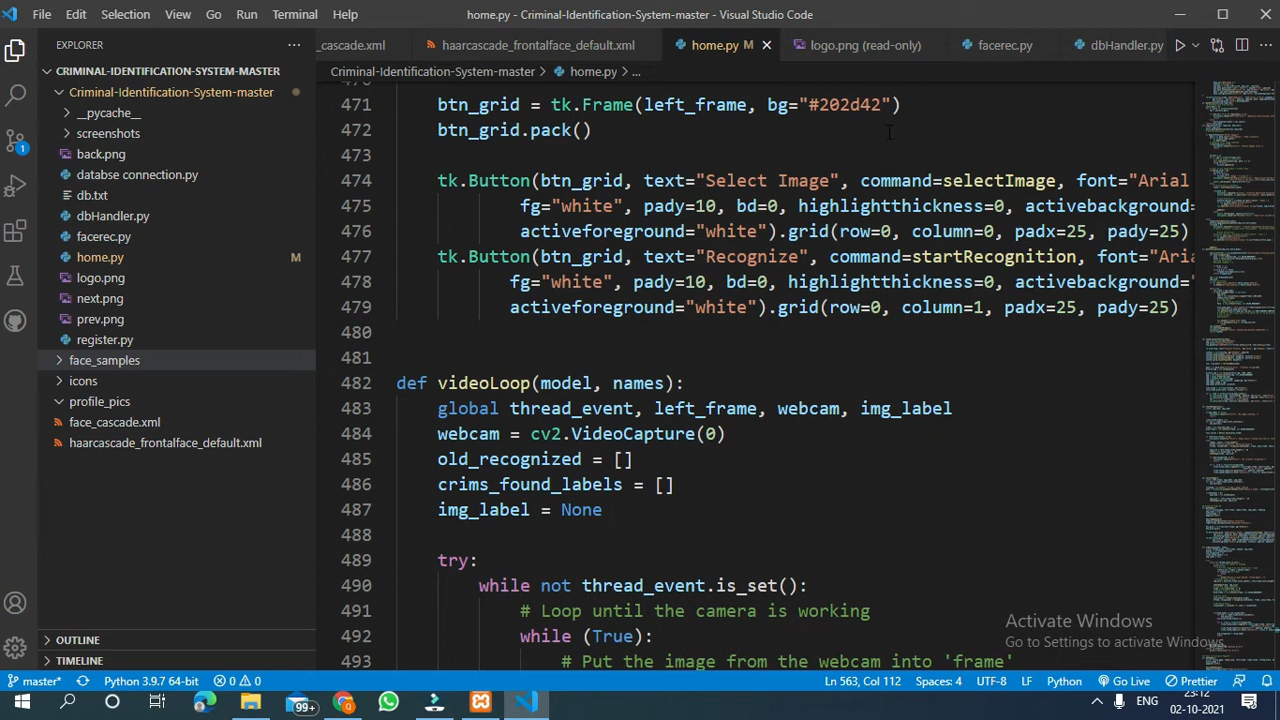 File Edit Selection View Go Run Terminal Help
home.py - Criminal-Identification-System-master - Visual Studio Code
EXPLORER
_cascade.xml
haarcascade_frontalface_default.xml
home.py M
logo.png (read-only)
facerec.py
dbHandler.py
CRIMINAL-IDENTIFICATION-SYSTEM-MASTER
Criminal-Identification-System-master > home.py > ...
Criminal-Identification-System-master
__pycache__
screenshots
back.png
databse connection.py
db.txt
dbHandler.py
facerec.py
home.py M
logo.png
next.png
prev.png
register.py
face_samples
icons
profile_pics
face_cascade.xml
haarcascade_frontalface_default.xml
OUTLINE
TIMELINE
471 btn_grid = tk.Frame(left_frame, bg="#202d42")
472 btn_grid.pack()
473
474 tk.Button(btn_grid, text="Select Image", command=selectImage, font="Arial
475 fg="white", pady=10, bd=0, highlightthickness=0, activebackground=
476 activeforeground="white").grid(row=0, column=0, padx=25, pady=25)
477 tk.Button(btn_grid, text="Recognize", command=startRecognition, font="Aria
478 fg="white", pady=10, bd=0, highlightthickness=0, activebackground=
479 activeforeground="white").grid(row=0, column=1, padx=25, pady=25)
480
481
482 def videoLoop(model, names):
483 global thread_event, left_frame, webcam, img_label
484 webcam = cv2.VideoCapture(0)
485 old_recognized = []
486 crims_found_labels = []
487 img_label = None
488
489 try:
490 while not thread_event.is_set():
491 # Loop until the camera is working
492 while (True):
493 # Put the image from the webcam into 'frame'
Activate Windows
Go to Settings to activate Windows.
1
master* Python 3.9.7 64-bit 0 0
Ln 563, Col 112 Spaces: 4 UTF-8 LF Python Go Live Prettier
99+
ENG 23:12
02-10-2021